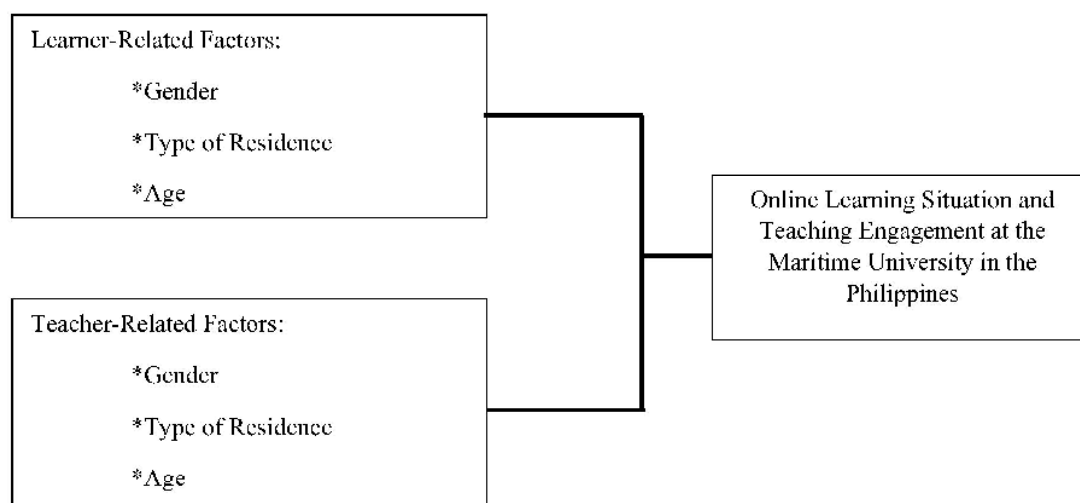 Learner-Related Factors:
*Gender
*Type of Residence
*Age
Teacher-Related Factors:
*Gender
*Type of Residence
*Age
Online Learning Situation and
Teaching Engagement at the
Maritime University in the
Philippines